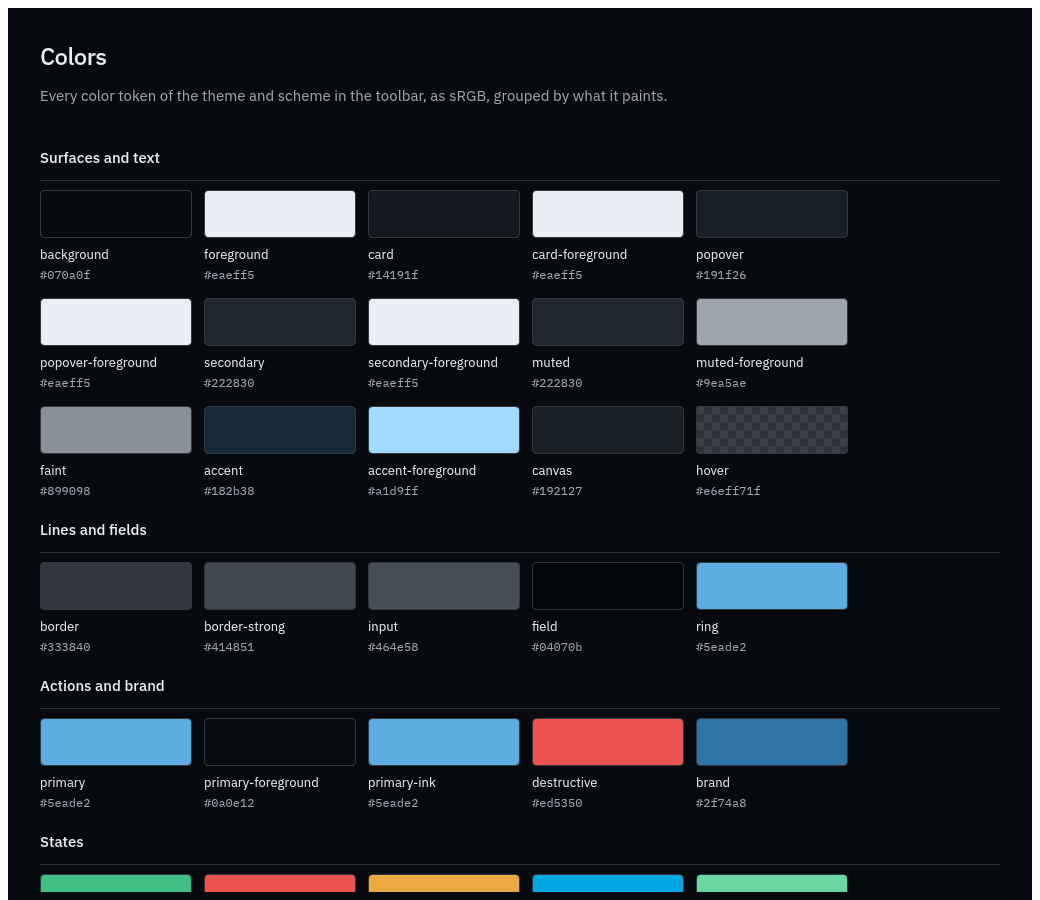 Colors
Every color token of the theme and scheme in the toolbar, as sRGB, grouped by what it paints.
Surfaces and text
background foreground card card-foreground popover
#070a0f #eaeff5 #14191f #eaeff5 #191f26
popover-foreground secondary secondary-foreground muted muted-foreground
#eaeff5 #222830 #eaeff5 #222830 #9ea5ae
faint accent accent-foreground canvas hover
#899098 #182b38 #a1d9ff #192127 #e6eff71f
Lines and fields
border border-strong input field ring
#333840 #414851 #464e58 #04070b #5eade2
Actions and brand
primary primary-foreground primary-ink destructive brand
#5eade2 #0a0e12 #5eade2 #ed5350 #2f74a8
States